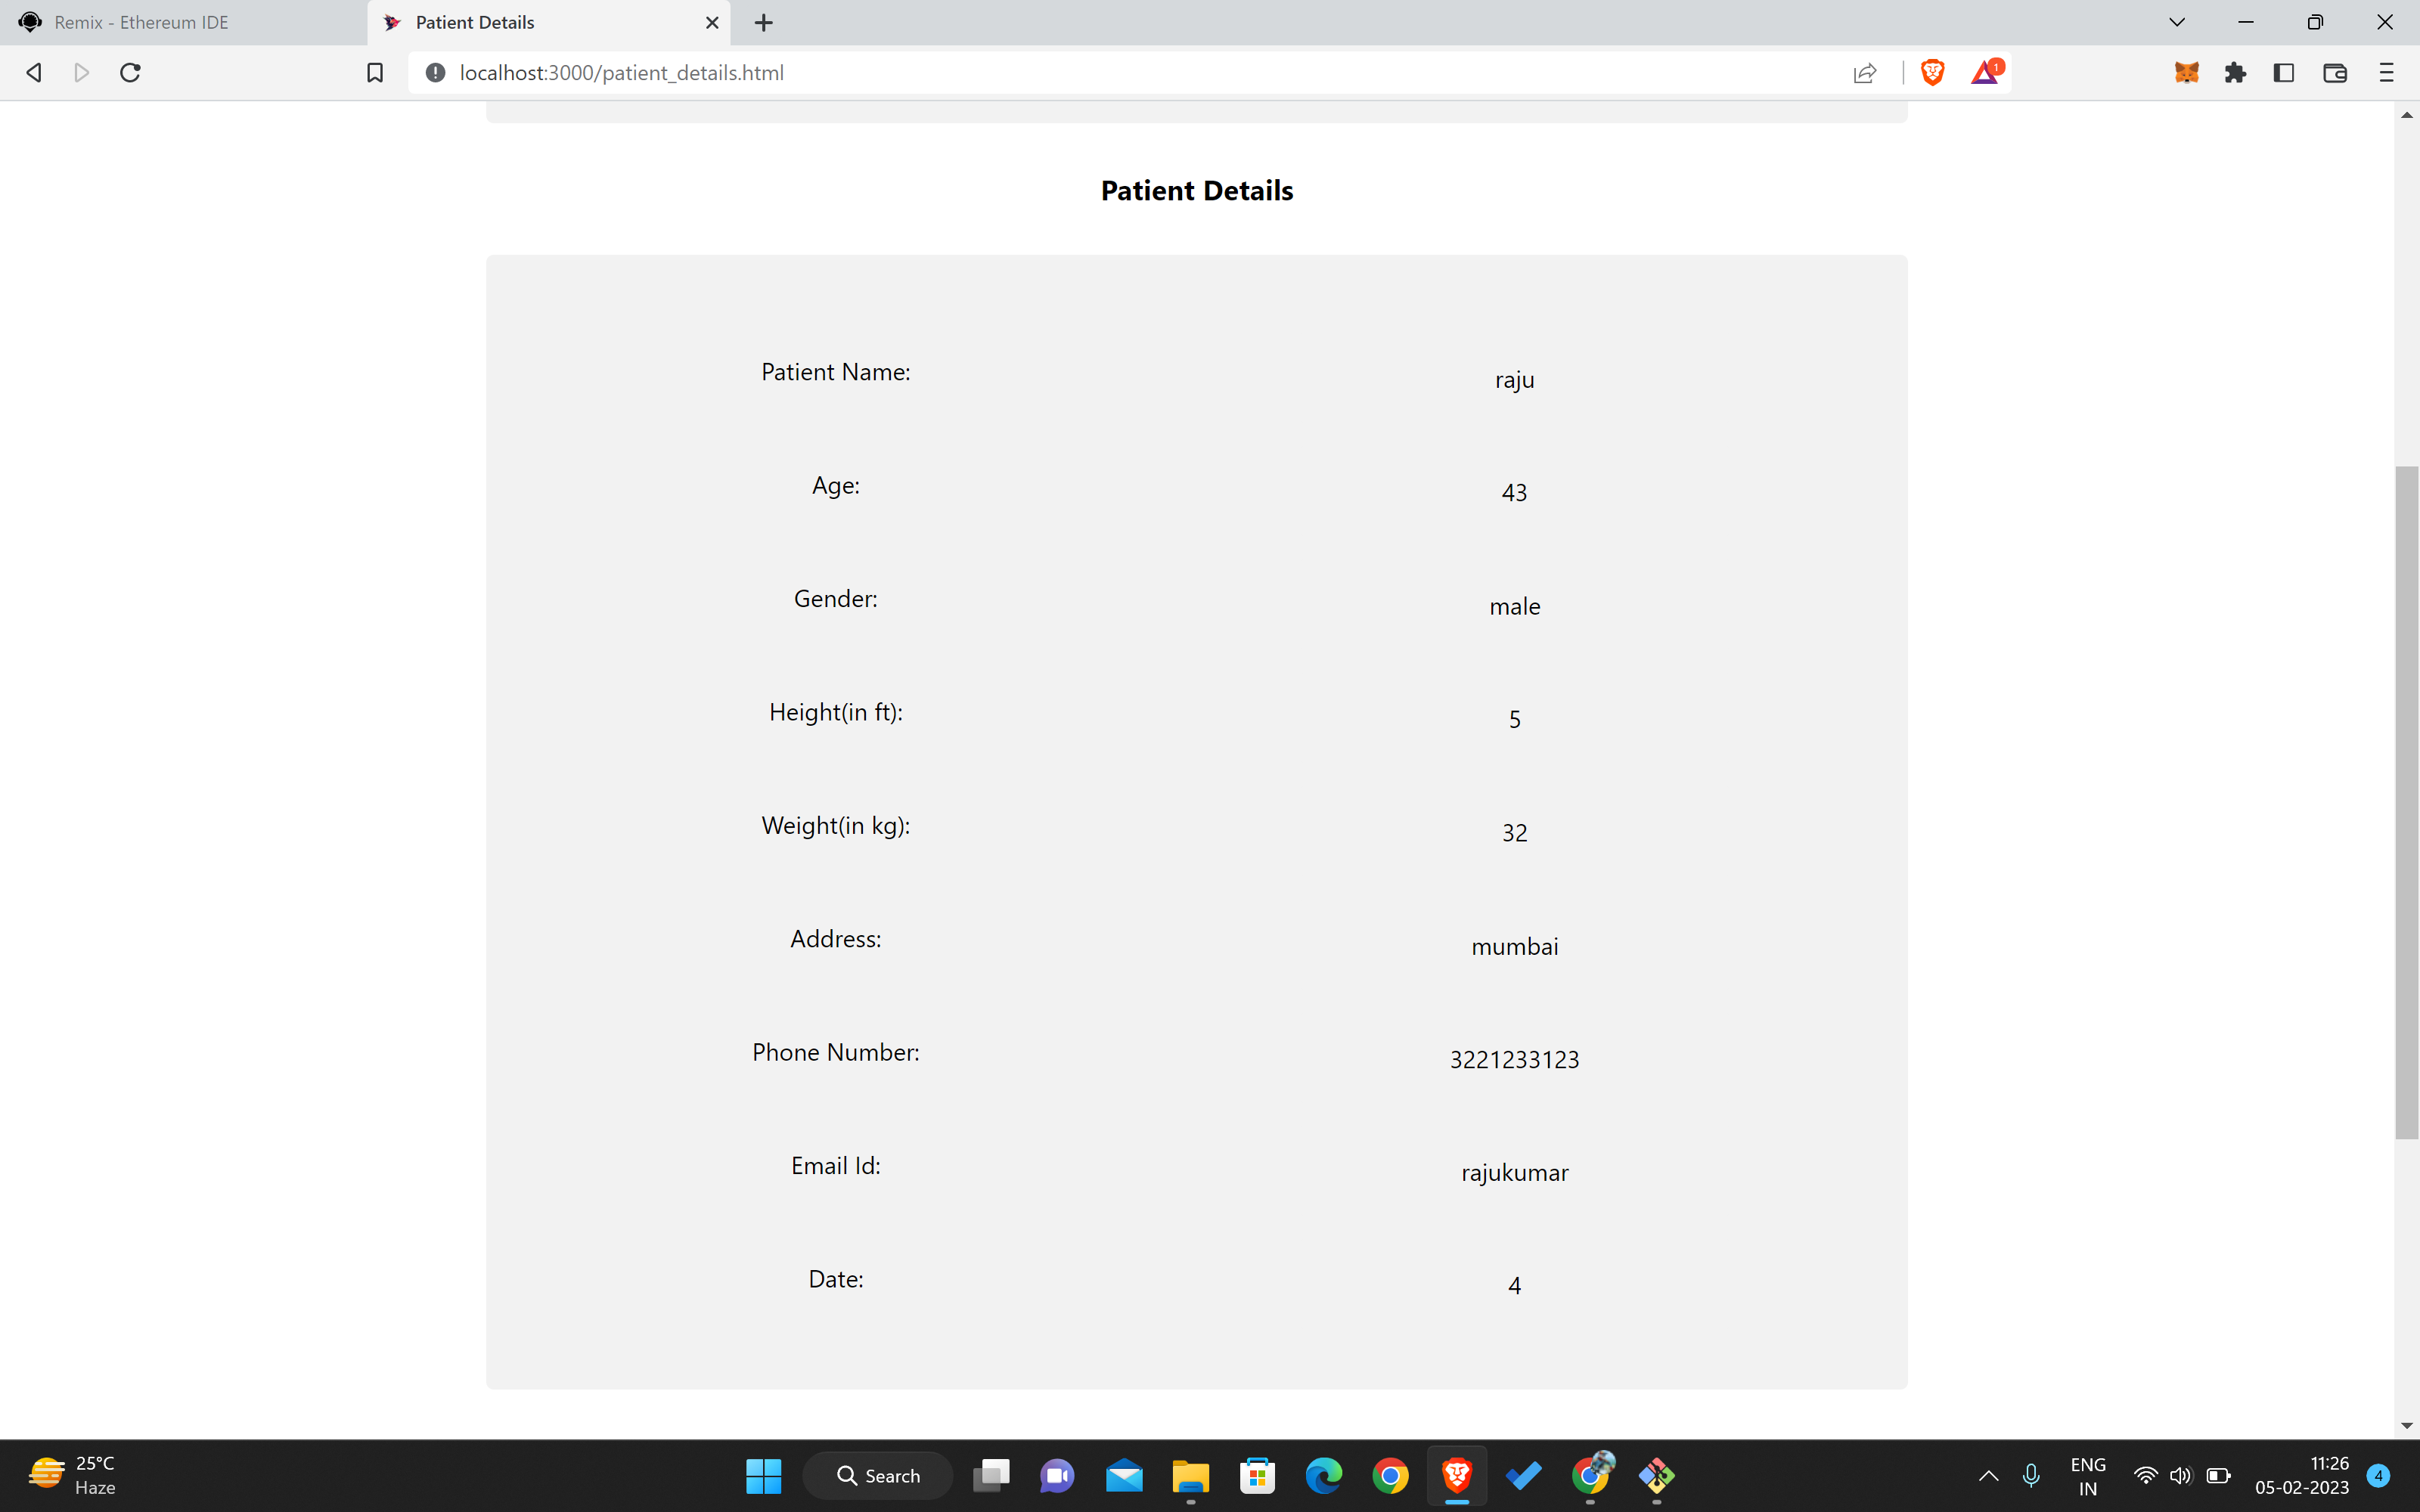 Remix - Ethereum IDE
Patient Details
localhost:3000/patient_details.html
1
Patient Details
Patient Name: raju
Age: 43
Gender: male
Height(in ft): 5
Weight(in kg): 32
Address: mumbai
Phone Number: 3221233123
Email Id: rajukumar
Date: 4
25°C
Haze
Search
ENG
IN
11:26
05-02-2023
4